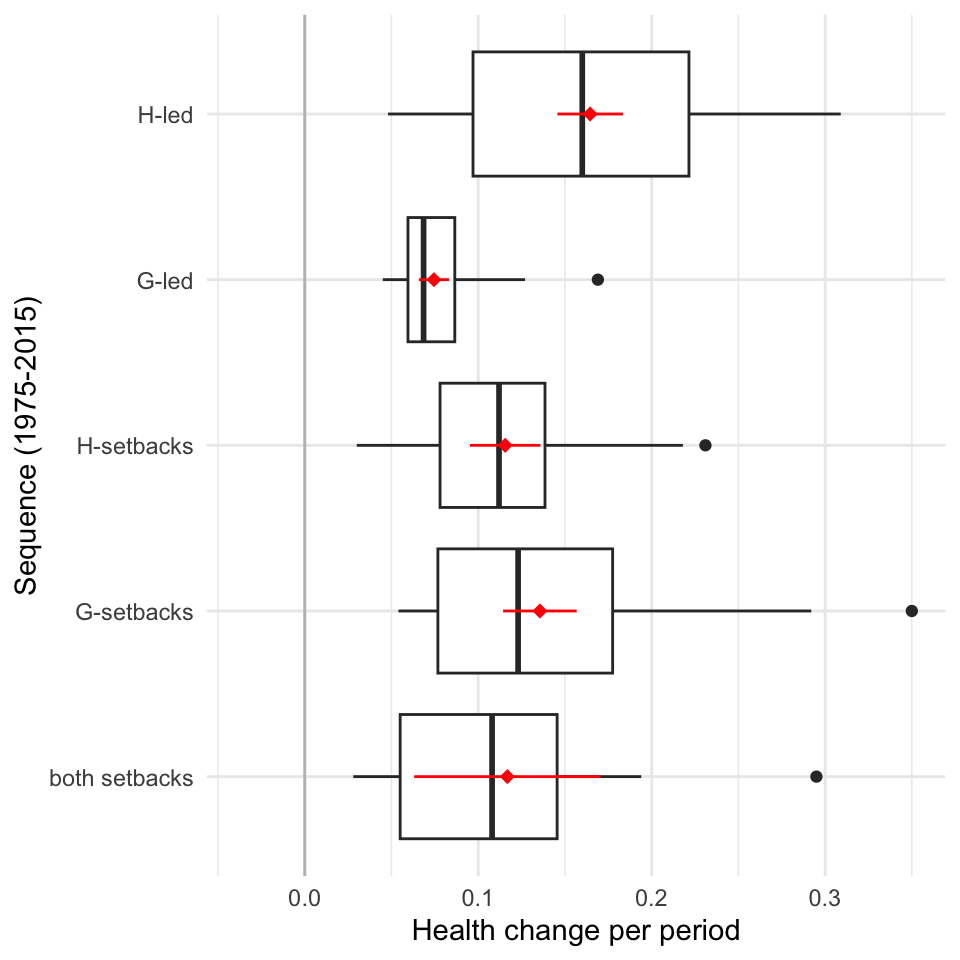 H-led
G-led
H-setbacks
G-setbacks
both setbacks
Sequence (1975-2015)
0.0 0.1 0.2 0.3
Health change per period